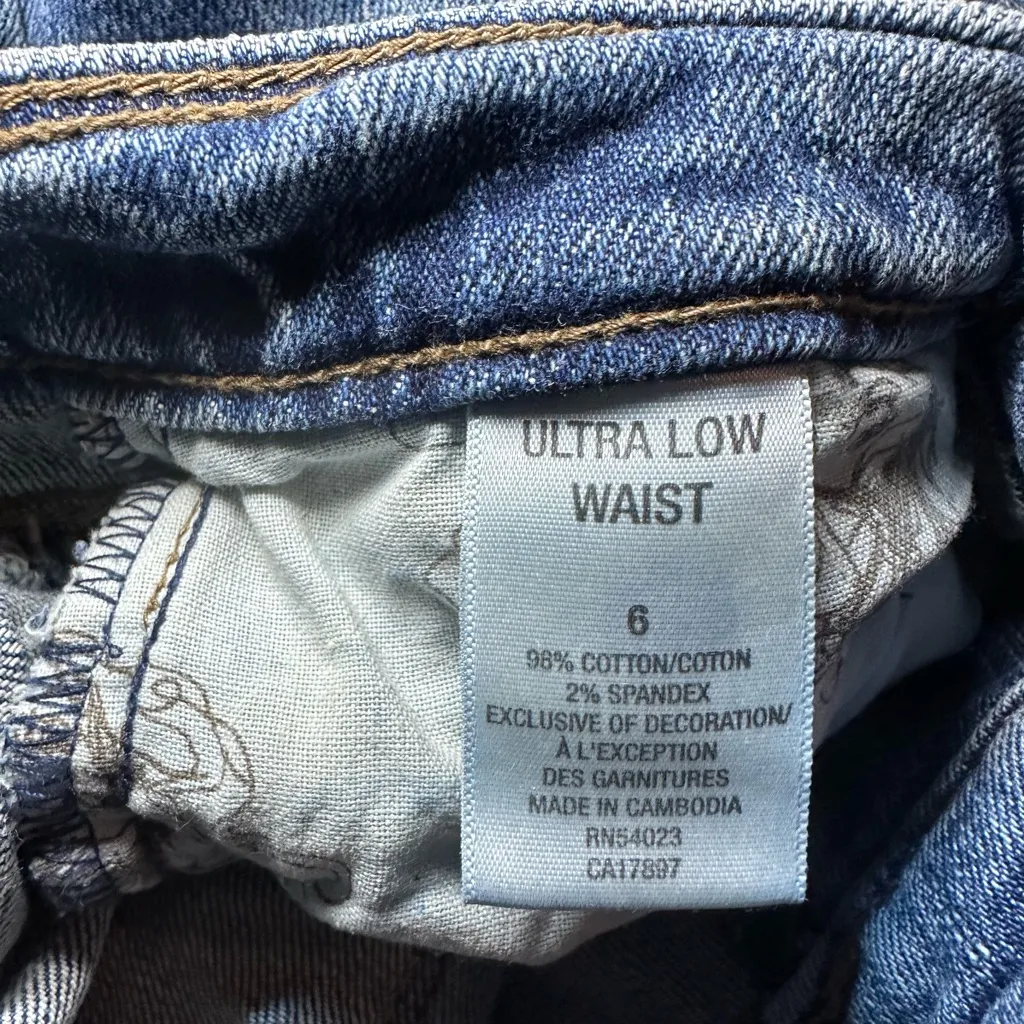 ULTRA LOW
WAIST
6
98% COTTON/COTON
2% SPANDEX
EXCLUSIVE OF DECORATION/
À L'EXCEPTION
DES GARNITURES
MADE IN CAMBODIA
RN54023
CA17897